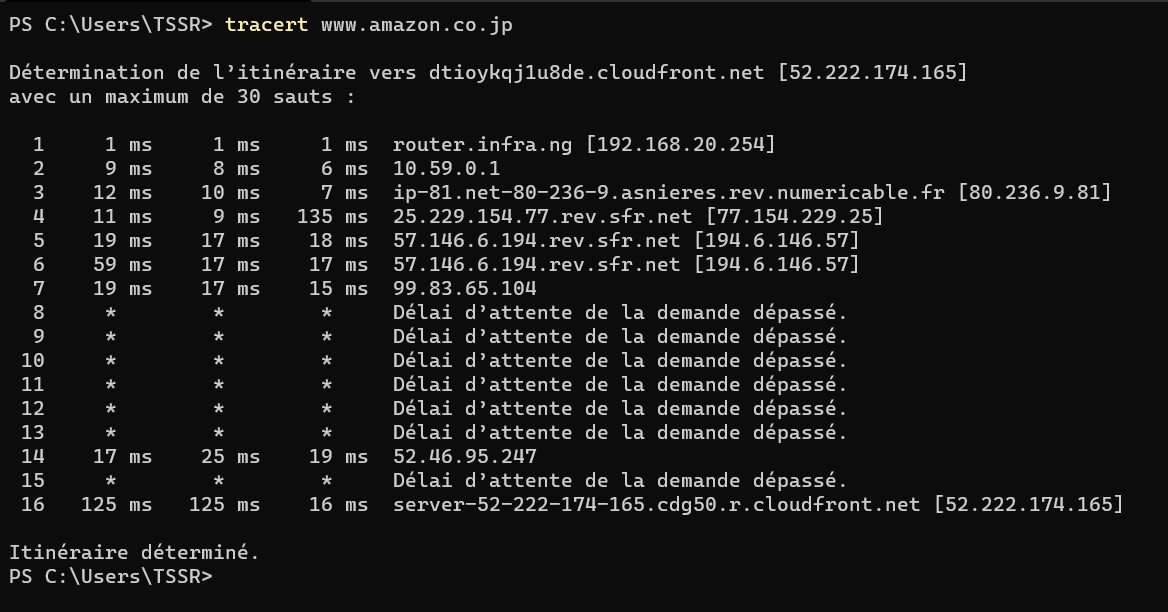 PS C:\Users\TSSR> tracert www.amazon.co.jp
Détermination de l’itinéraire vers dtioykqj1u8de.cloudfront.net [52.222.174.165]
avec un maximum de 30 sauts :
1 1 ms 1 ms 1 ms router.infra.ng [192.168.20.254]
2 9 ms 8 ms 6 ms 10.59.0.1
3 12 ms 10 ms 7 ms ip-81.net-80-236-9.asnieres.rev.numericable.fr [80.236.9.81]
4 11 ms 9 ms 135 ms 25.229.154.77.rev.sfr.net [77.154.229.25]
5 19 ms 17 ms 18 ms 57.146.6.194.rev.sfr.net [194.6.146.57]
6 59 ms 17 ms 17 ms 57.146.6.194.rev.sfr.net [194.6.146.57]
7 19 ms 17 ms 15 ms 99.83.65.104
8 * * * Délai d’attente de la demande dépassé.
9 * * * Délai d’attente de la demande dépassé.
10 * * * Délai d’attente de la demande dépassé.
11 * * * Délai d’attente de la demande dépassé.
12 * * * Délai d’attente de la demande dépassé.
13 * * * Délai d’attente de la demande dépassé.
14 17 ms 25 ms 19 ms 52.46.95.247
15 * * * Délai d’attente de la demande dépassé.
16 125 ms 125 ms 16 ms server-52-222-174-165.cdg50.r.cloudfront.net [52.222.174.165]
Itinéraire déterminé.
PS C:\Users\TSSR>